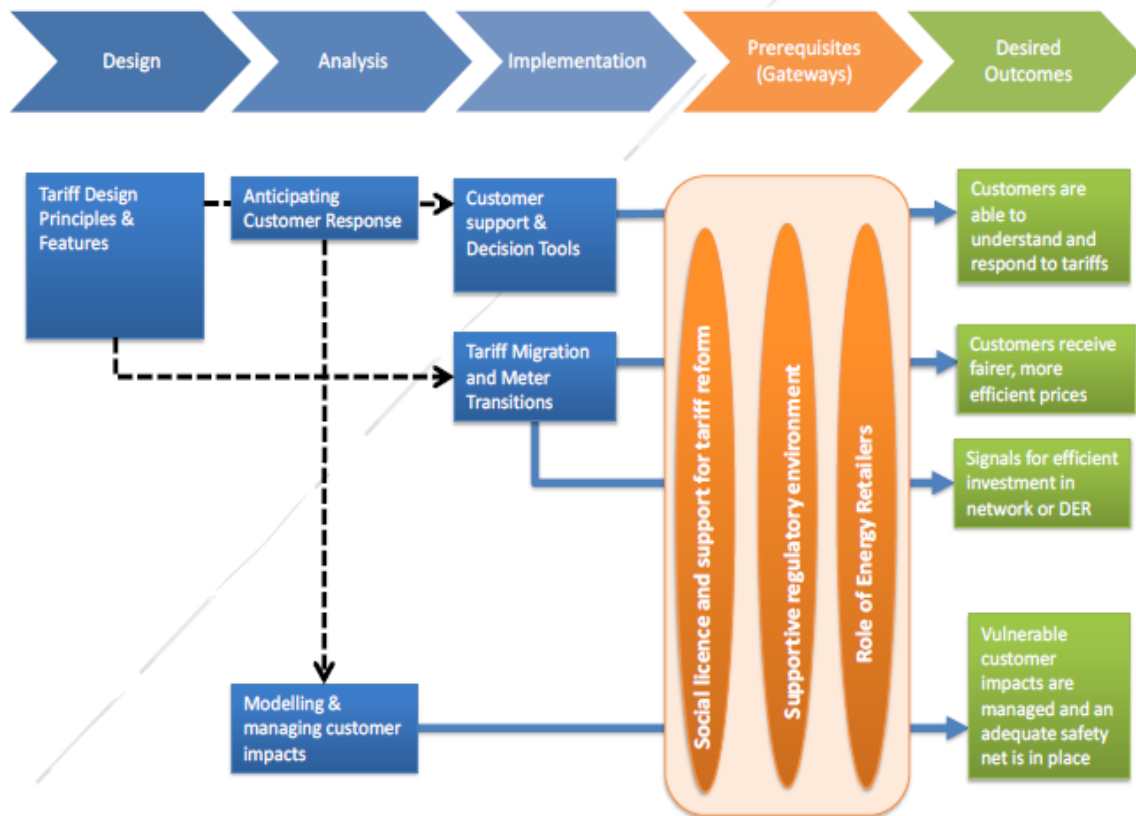 Design
Analysis
Implementation
Prerequisites
(Gateways)
Desired
Outcomes
Tariff Design
Principles &
Features
Anticipating
Customer Response
Customer
support &
Decision Tools
Tariff Migration
and Meter
Transitions
Modelling &
managing customer
impacts
Social licence and support for tariff reform
Supportive regulatory environment
Role of Energy Retailers
Customers are
able to
understand and
respond to tariffs
Customers receive
fairer, more
efficient prices
Signals for efficient
investment in
network or DER
Vulnerable
customer
impacts are
managed and an
adequate safety
net is in place